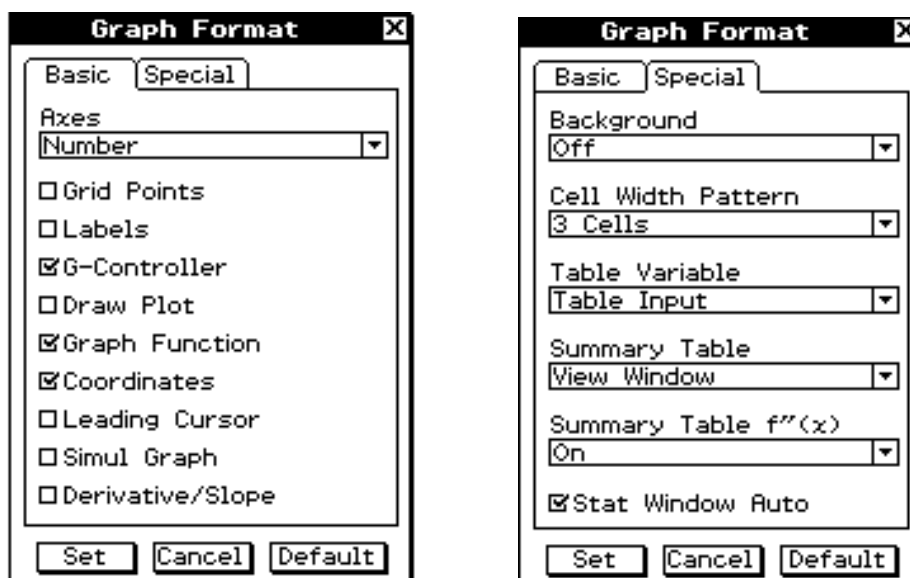 Graph Format
Basic
Special
Axes
Number
Grid Points
Labels
G-Controller
Draw Plot
Graph Function
Coordinates
Leading Cursor
Simul Graph
Derivative/Slope
Set
Cancel
Default
Graph Format
Basic
Special
Background
Off
Cell Width Pattern
3 Cells
Table Variable
Table Input
Summary Table
View Window
Summary Table f″(x)
On
Stat Window Auto
Set
Cancel
Default